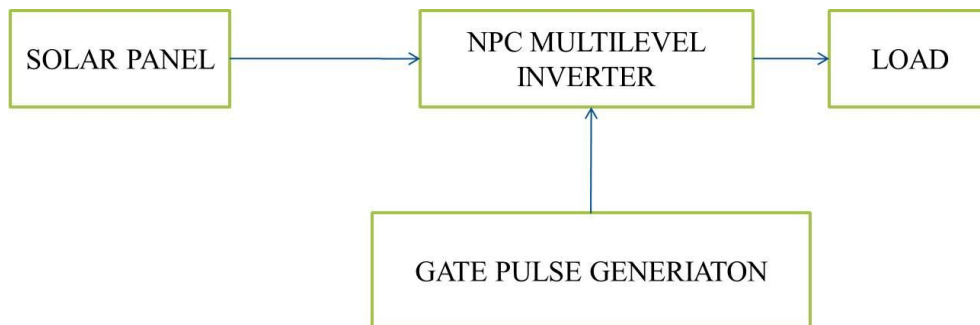 SOLAR PANEL
NPC MULTILEVEL
INVERTER
LOAD
GATE PULSE GENERIATON